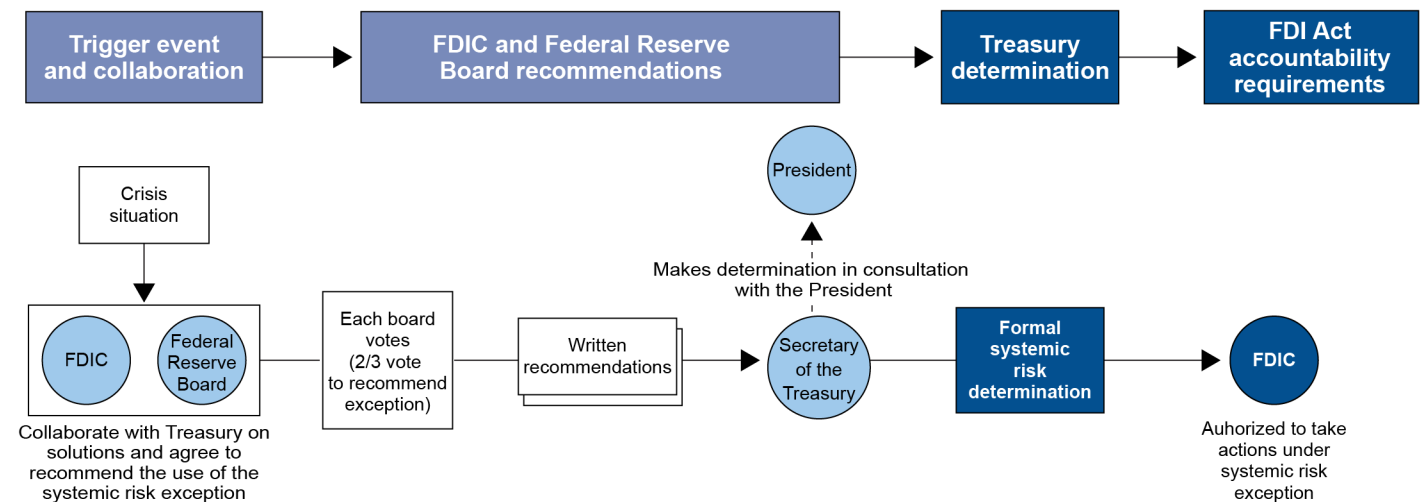 Trigger event
and collaboration
FDIC and Federal Reserve
Board recommendations
Treasury
determination
FDI Act
accountability
requirements
Crisis
situation
FDIC
Federal
Reserve
Board
Collaborate with Treasury on
solutions and agree to
recommend the use of the
systemic risk exception
Each board
votes
(2/3 vote
to recommend
exception)
Written
recommendations
President
Makes determination in consultation
with the President
Secretary
of the
Treasury
Formal
systemic
risk
determination
FDIC
Auhorized to take
actions under
systemic risk
exception